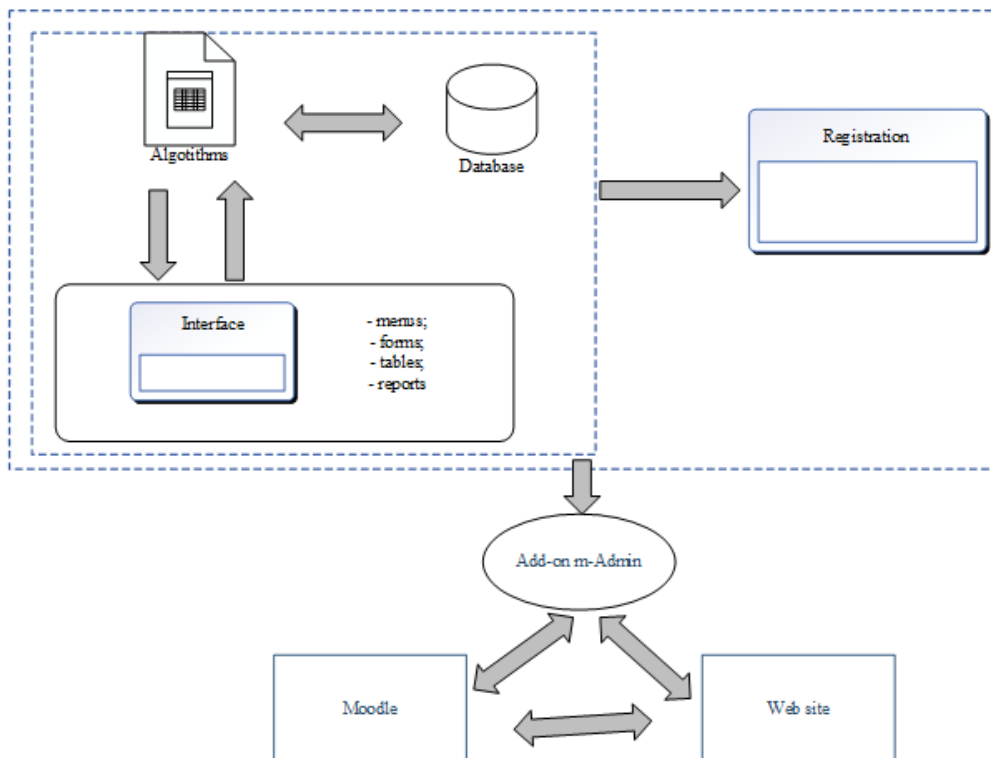 Algotithms
Database
Registration
Interface
- menus;
- forms;
- tables;
- reports
Add-on m-Admin
Moodle
Web site